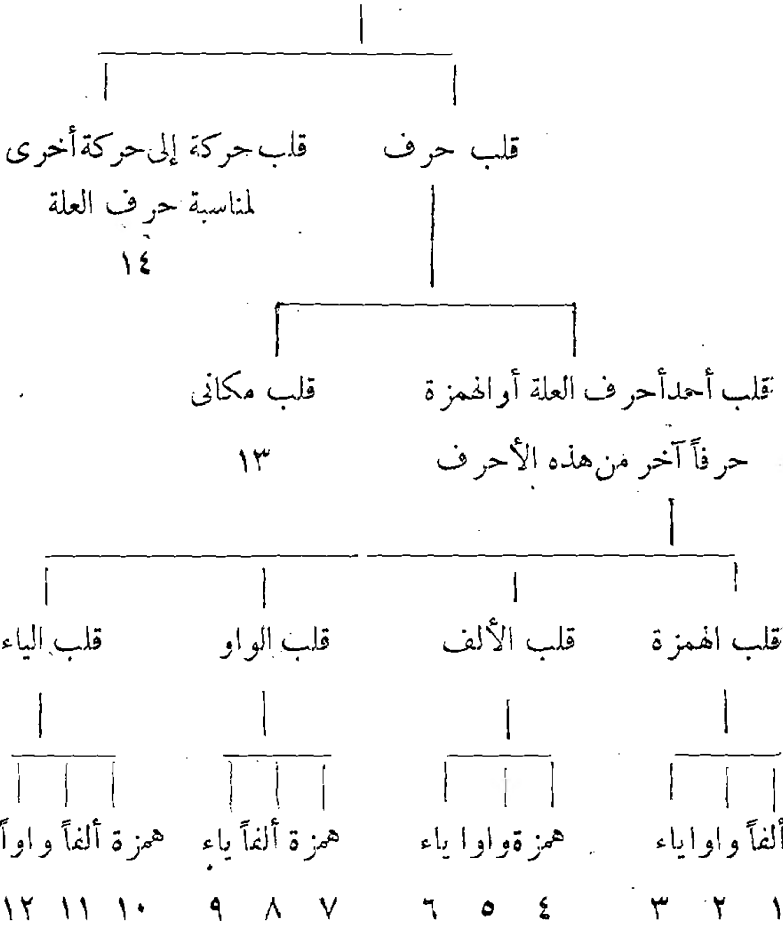 قلب حرف    قلب حركة إلى حركة أخرى
لمناسبة حرف العلة
١٤
قلب أحد أحرف العلة أو الهمزة    قلب مكانى
حرفاً آخر من هذه الأحرف    ١٣
قلب الهمزة    قلب الألف    قلب الواو    قلب الياء
ألفاً واوا ياء    همزة واوا ياء    همزة ألفاً ياء    همزة ألفاً واواً
١ ٢ ٣    ٤ ٥ ٦    ٧ ٨ ٩    ١٠ ١١ ١٢